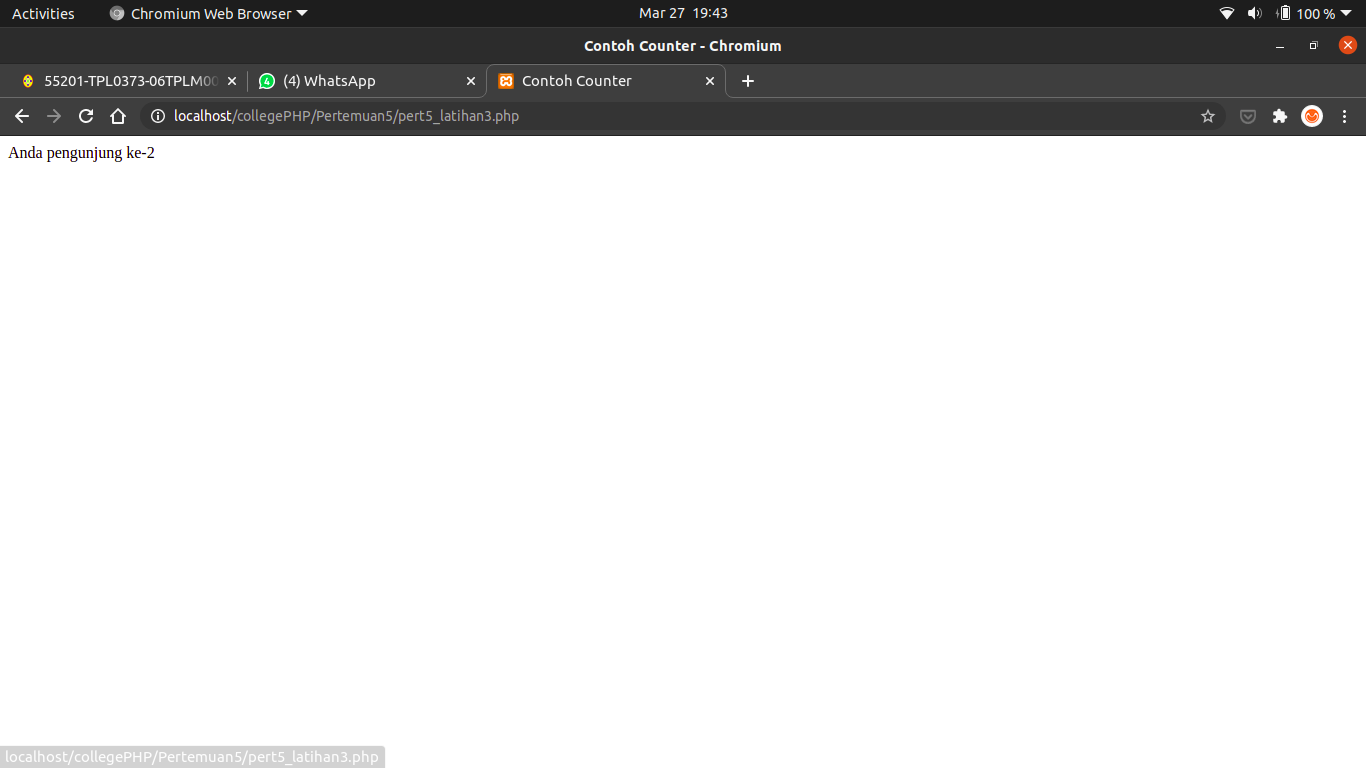 Activities Chromium Web Browser Mar 27 19:43 100 %
Contoh Counter - Chromium
55201-TPL0373-06TPLM00 (4) WhatsApp Contoh Counter
localhost/collegePHP/Pertemuan5/pert5_latihan3.php
Anda pengunjung ke-2
localhost/collegePHP/Pertemuan5/pert5_latihan3.php